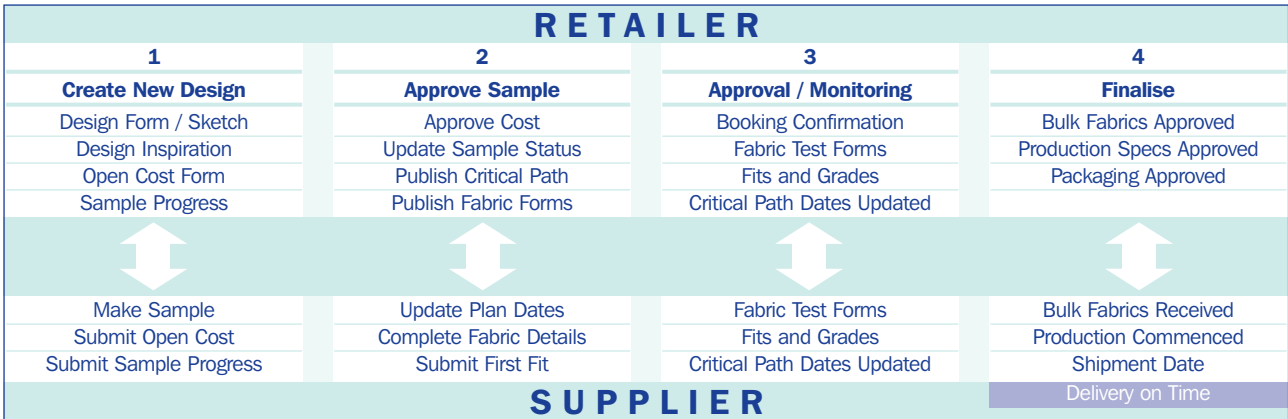 RETAILER
1
Create New Design
Design Form / Sketch
Design Inspiration
Open Cost Form
Sample Progress
Make Sample
Submit Open Cost
Submit Sample Progress
2
Approve Sample
Approve Cost
Update Sample Status
Publish Critical Path
Publish Fabric Forms
Update Plan Dates
Complete Fabric Details
Submit First Fit
3
Approval / Monitoring
Booking Confirmation
Fabric Test Forms
Fits and Grades
Critical Path Dates Updated
Fabric Test Forms
Fits and Grades
Critical Path Dates Updated
4
Finalise
Bulk Fabrics Approved
Production Specs Approved
Packaging Approved
Bulk Fabrics Received
Production Commenced
Shipment Date
Delivery on Time
SUPPLIER